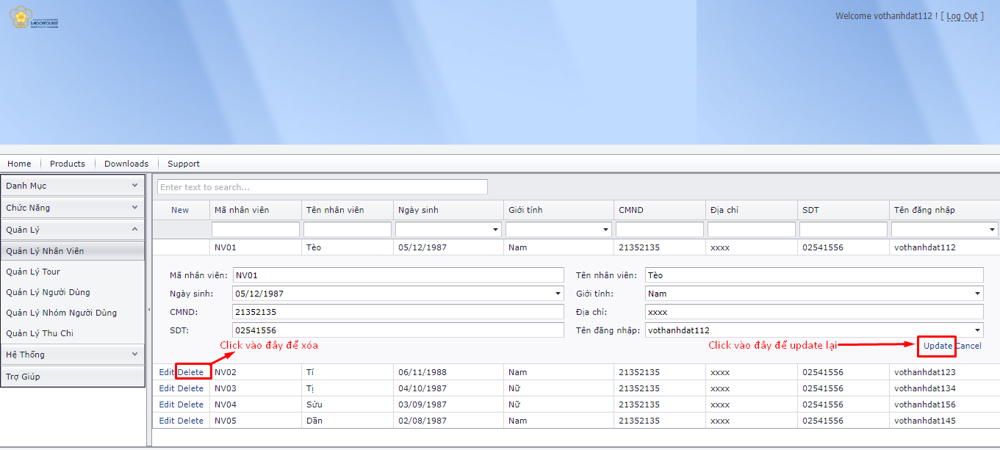 SAIGONTOURIST
Welcome vothanhdat112 ! [ Log Out ]
Home Products Downloads Support
Danh Mục
Chức Năng
Quản Lý
Quản Lý Nhân Viên
Quản Lý Tour
Quản Lý Người Dùng
Quản Lý Nhóm Người Dùng
Quản Lý Thu Chi
Hệ Thống
Trợ Giúp
Enter text to search...
New Mã nhân viên Tên nhân viên Ngày sinh Giới tính CMND Địa chỉ SDT Tên đăng nhập
NV01 Tèo 05/12/1987 Nam 21352135 xxxx 02541556 vothanhdat112
Mã nhân viên: NV01 Tên nhân viên: Tèo
Ngày sinh: 05/12/1987 Giới tính: Nam
CMND: 21352135 Địa chỉ: xxxx
SDT: 02541556 Tên đăng nhập: vothanhdat112
Click vào đây để xóa Click vào đây để update lại Update Cancel
Edit Delete NV02 Tí 06/11/1988 Nam 21352135 xxxx 02541556 vothanhdat123
Edit Delete NV03 Tị 04/10/1987 Nữ 21352135 xxxx 02541556 vothanhdat134
Edit Delete NV04 Sửu 03/09/1987 Nữ 21352135 xxxx 02541556 vothanhdat156
Edit Delete NV05 Dần 02/08/1987 Nam 21352135 xxxx 02541556 vothanhdat145